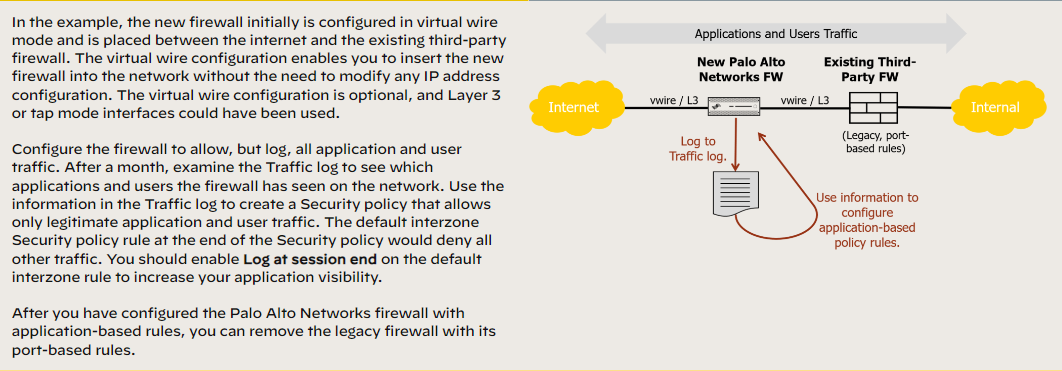 In the example, the new firewall initially is configured in virtual wire
mode and is placed between the internet and the existing third-party
firewall. The virtual wire configuration enables you to insert the new
firewall into the network without the need to modify any IP address
configuration. The virtual wire configuration is optional, and Layer 3
or tap mode interfaces could have been used.
Configure the firewall to allow, but log, all application and user
traffic. After a month, examine the Traffic log to see which
applications and users the firewall has seen on the network. Use the
information in the Traffic log to create a Security policy that allows
only legitimate application and user traffic. The default interzone
Security policy rule at the end of the Security policy would deny all
other traffic. You should enable Log at session end on the default
interzone rule to increase your application visibility.
After you have configured the Palo Alto Networks firewall with
application-based rules, you can remove the legacy firewall with its
port-based rules.
Applications and Users Traffic
New Palo Alto
Networks FW
Existing Third-
Party FW
Internet
vwire / L3
vwire / L3
Internal
(Legacy, port-
based rules)
Log to
Traffic log.
Use information to
configure
application-based
policy rules.